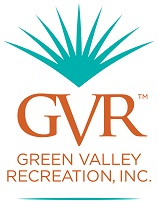 GVR™
GREEN VALLEY
RECREATION, INC.